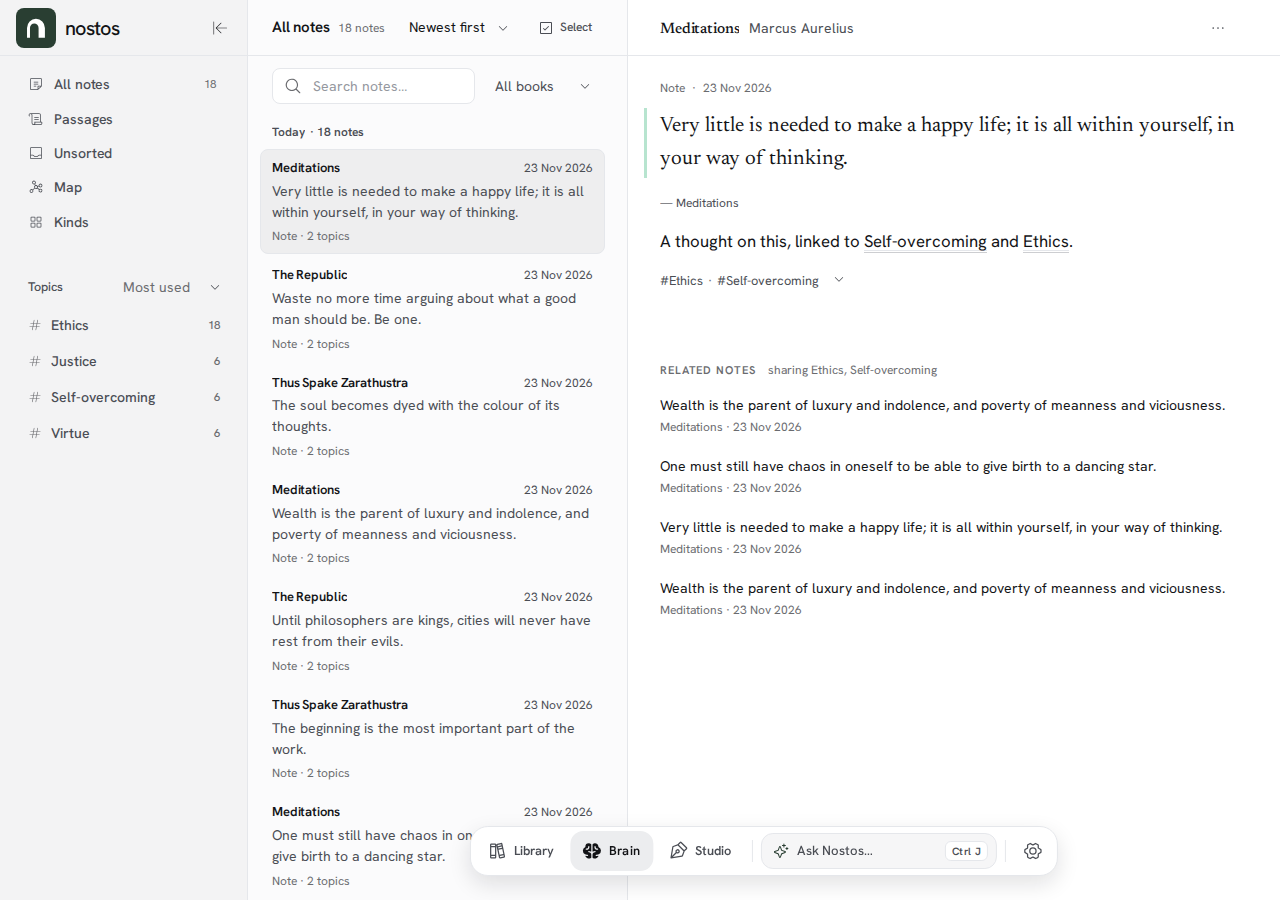 nostos
All notes 18
Passages
Unsorted
Map
Kinds
Topics Most used
# Ethics 18
# Justice 6
# Self-overcoming 6
# Virtue 6
All notes 18 notes Newest first Select
Search notes... All books
Today · 18 notes
Meditations 23 Nov 2026
Very little is needed to make a happy life; it is all
within yourself, in your way of thinking.
Note · 2 topics
The Republic 23 Nov 2026
Waste no more time arguing about what a good
man should be. Be one.
Note · 2 topics
Thus Spake Zarathustra 23 Nov 2026
The soul becomes dyed with the colour of its
thoughts.
Note · 2 topics
Meditations 23 Nov 2026
Wealth is the parent of luxury and indolence, and
poverty of meanness and viciousness.
Note · 2 topics
The Republic 23 Nov 2026
Until philosophers are kings, cities will never have
rest from their evils.
Note · 2 topics
Thus Spake Zarathustra 23 Nov 2026
The beginning is the most important part of the
work.
Note · 2 topics
Meditations 23 Nov 2026
One must still have chaos in
give birth to a dancing star.
Note · 2 topics
Meditations Marcus Aurelius
Note · 23 Nov 2026
Very little is needed to make a happy life; it is all within yourself, in
your way of thinking.
— Meditations
A thought on this, linked to Self-overcoming and Ethics.
#Ethics · #Self-overcoming
RELATED NOTES sharing Ethics, Self-overcoming
Wealth is the parent of luxury and indolence, and poverty of meanness and viciousness.
Meditations · 23 Nov 2026
One must still have chaos in oneself to be able to give birth to a dancing star.
Meditations · 23 Nov 2026
Very little is needed to make a happy life; it is all within yourself, in your way of thinking.
Meditations · 23 Nov 2026
Wealth is the parent of luxury and indolence, and poverty of meanness and viciousness.
Meditations · 23 Nov 2026
Library Brain Studio Ask Nostos... Ctrl J